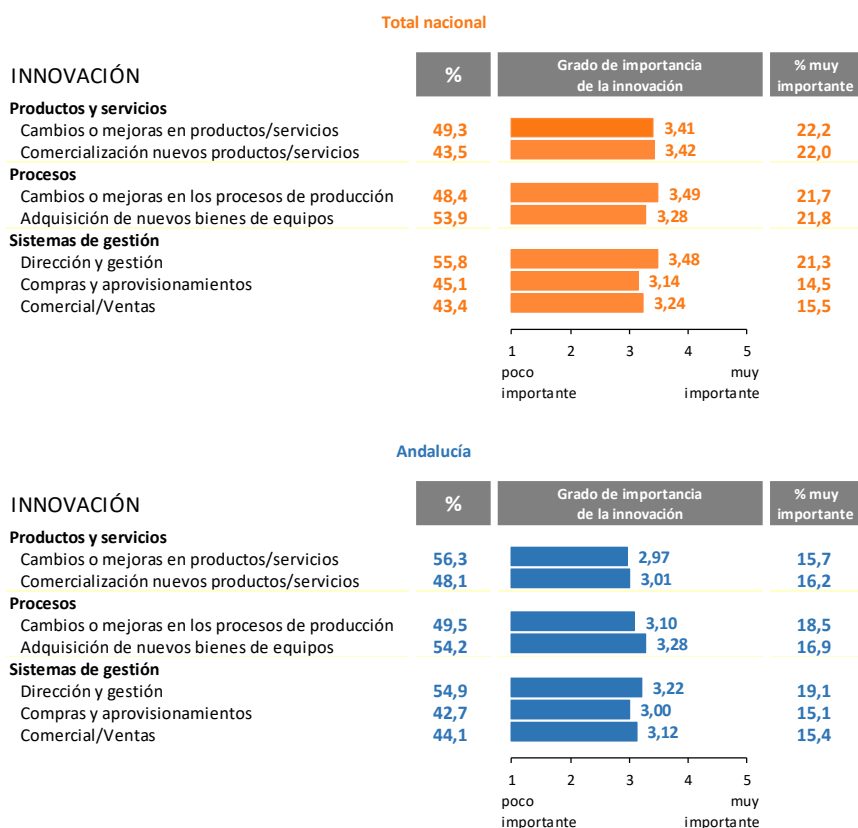 Total nacional
INNOVACIÓN % Grado de importancia de la innovación % muy importante
Productos y servicios
Cambios o mejoras en productos/servicios 49,3 3,41 22,2
Comercialización nuevos productos/servicios 43,5 3,42 22,0
Procesos
Cambios o mejoras en los procesos de producción 48,4 3,49 21,7
Adquisición de nuevos bienes de equipos 53,9 3,28 21,8
Sistemas de gestión
Dirección y gestión 55,8 3,48 21,3
Compras y aprovisionamientos 45,1 3,14 14,5
Comercial/Ventas 43,4 3,24 15,5
1 2 3 4 5
poco muy
importante importante
Andalucía
INNOVACIÓN % Grado de importancia de la innovación % muy importante
Productos y servicios
Cambios o mejoras en productos/servicios 56,3 2,97 15,7
Comercialización nuevos productos/servicios 48,1 3,01 16,2
Procesos
Cambios o mejoras en los procesos de producción 49,5 3,10 18,5
Adquisición de nuevos bienes de equipos 54,2 3,28 16,9
Sistemas de gestión
Dirección y gestión 54,9 3,22 19,1
Compras y aprovisionamientos 42,7 3,00 15,1
Comercial/Ventas 44,1 3,12 15,4
1 2 3 4 5
poco muy
importante importante